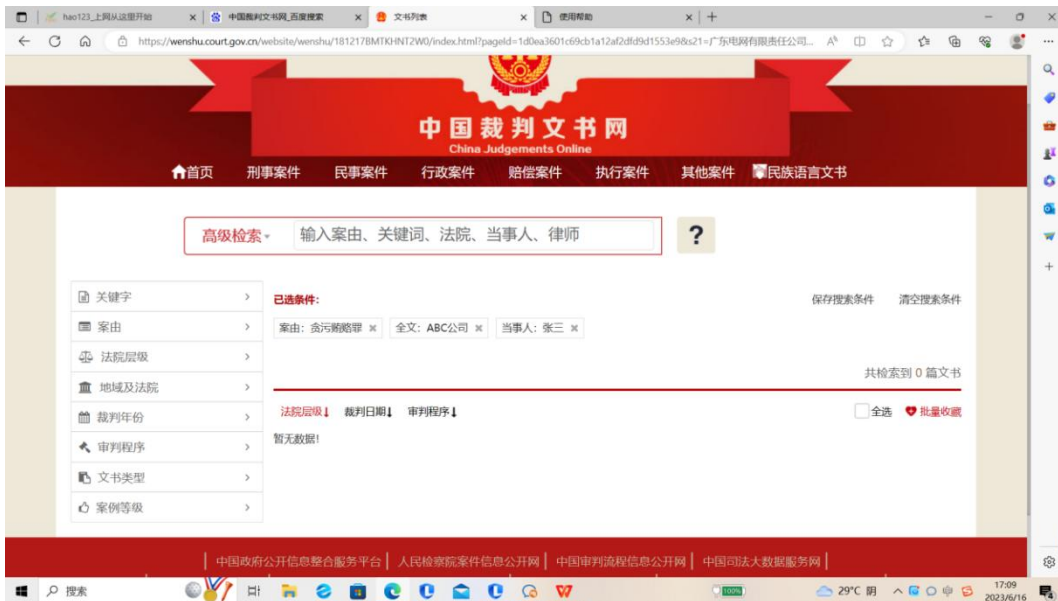 hao123_上网从这里开始
中国裁判文书网_百度搜索
文书列表
使用帮助
https://wenshu.court.gov.cn/website/wenshu/181217BMTKHNT2W0/index.html?pageId=1d0ea3601c69cb1a12af2dfd9d1553e9&s21=广东电网有限责任公司...
中国裁判文书网
China Judgements Online
首页 刑事案件 民事案件 行政案件 赔偿案件 执行案件 其他案件 民族语言文书
高级检索 输入案由、关键词、法院、当事人、律师 ?
关键字
案由
法院层级
地域及法院
裁判年份
审判程序
文书类型
案例等级
已选条件: 保存搜索条件 清空搜索条件
案由: 贪污贿赂罪 × 全文: ABC公司 × 当事人: 张三 ×
共检索到 0 篇文书
法院层级 裁判日期 审判程序 全选 批量收藏
暂无数据!
中国政府公开信息整合服务平台 | 人民检察院案件信息公开网 | 中国审判流程信息公开网 | 中国司法大数据服务网
搜索 100% 29°C 阴 中 17:09
2023/6/16